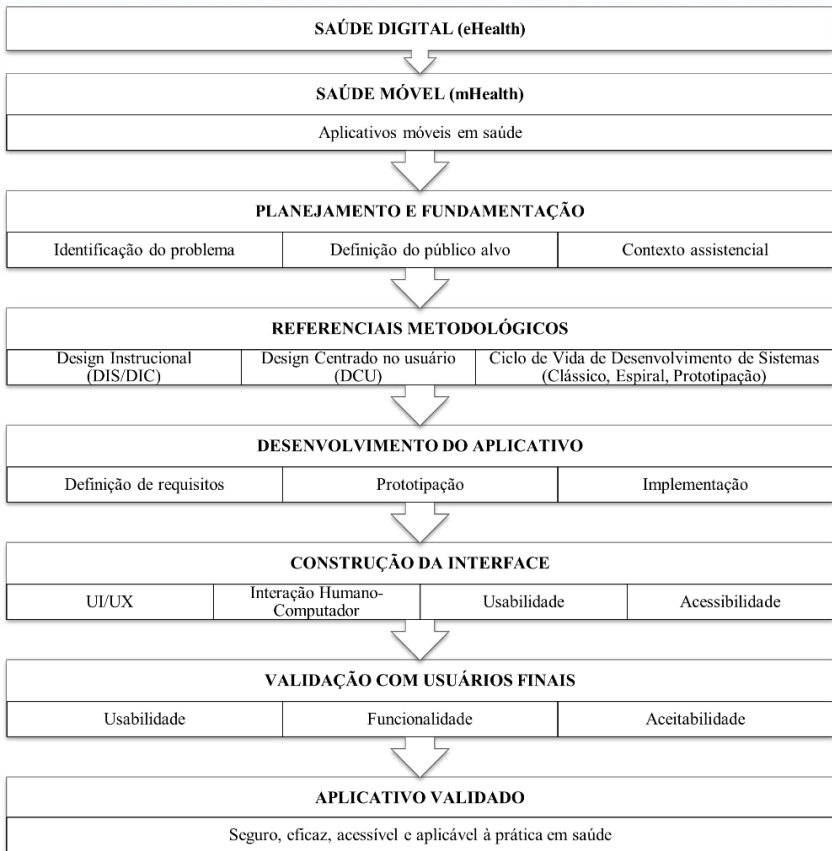 SAÚDE DIGITAL (eHealth)
SAÚDE MÓVEL (mHealth)
Aplicativos móveis em saúde
PLANEJAMENTO E FUNDAMENTAÇÃO
Identificação do problema
Definição do público alvo
Contexto assistencial
REFERENCIAIS METODOLÓGICOS
Design Instrucional
(DIS/DIC)
Design Centrado no usuário
(DCU)
Ciclo de Vida de Desenvolvimento de Sistemas
(Clássico, Espiral, Prototipação)
DESENVOLVIMENTO DO APLICATIVO
Definição de requisitos
Prototipação
Implementação
CONSTRUÇÃO DA INTERFACE
UI/UX
Interação Humano-
Computador
Usabilidade
Acessibilidade
VALIDAÇÃO COM USUÁRIOS FINAIS
Usabilidade
Funcionalidade
Aceitabilidade
APLICATIVO VALIDADO
Seguro, eficaz, acessível e aplicável à prática em saúde